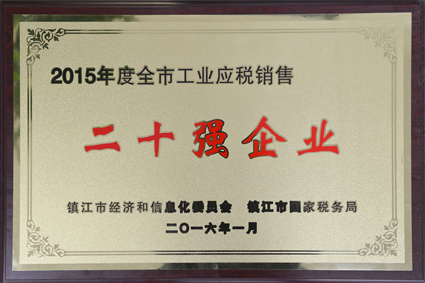 2015年度全市工业应税销售
二十强企业
镇江市经济和信息化委员会 镇江市国家税务局
二〇一六年一月